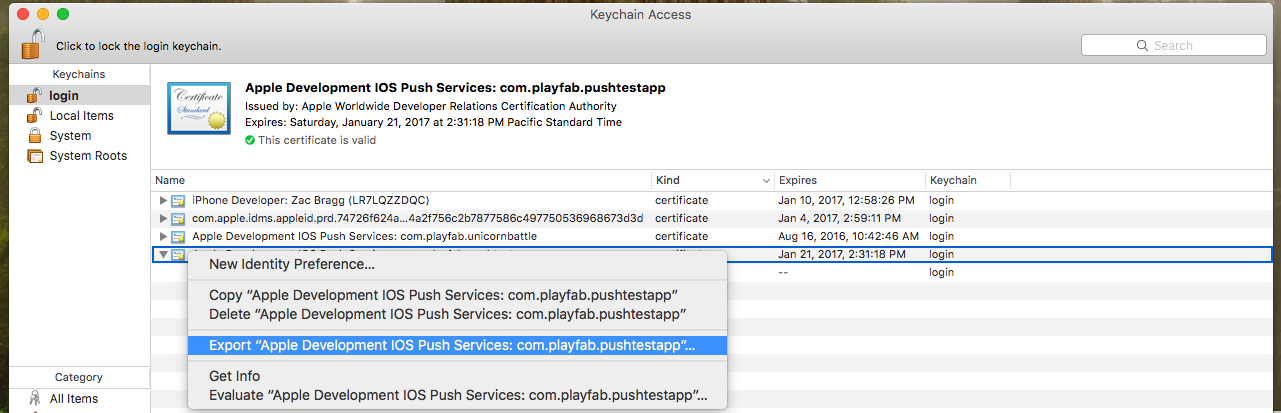 Keychain Access
Click to lock the login keychain.
Search
Keychains
login
Local Items
System
System Roots
Certificate
Standard
Apple Development IOS Push Services: com.playfab.pushtestapp
Issued by: Apple Worldwide Developer Relations Certification Authority
Expires: Saturday, January 21, 2017 at 2:31:18 PM Pacific Standard Time
This certificate is valid
Name Kind Expires Keychain
iPhone Developer: Zac Bragg (LR7LQZZDQC) certificate Jan 10, 2017, 12:58:26 PM login
com.apple.idms.appleid.prd.74726f624a...4a2f756c2b7877586c497750536968673d3d certificate Jan 4, 2017, 2:59:11 PM login
Apple Development IOS Push Services: com.playfab.unicornbattle certificate Aug 16, 2016, 10:42:46 AM login
Jan 21, 2017, 2:31:18 PM login
-- login
New Identity Preference...
Copy “Apple Development IOS Push Services: com.playfab.pushtestapp”
Delete “Apple Development IOS Push Services: com.playfab.pushtestapp”
Export “Apple Development IOS Push Services: com.playfab.pushtestapp”...
Get Info
Evaluate “Apple Development IOS Push Services: com.playfab.pushtestapp”...
Category
All Items